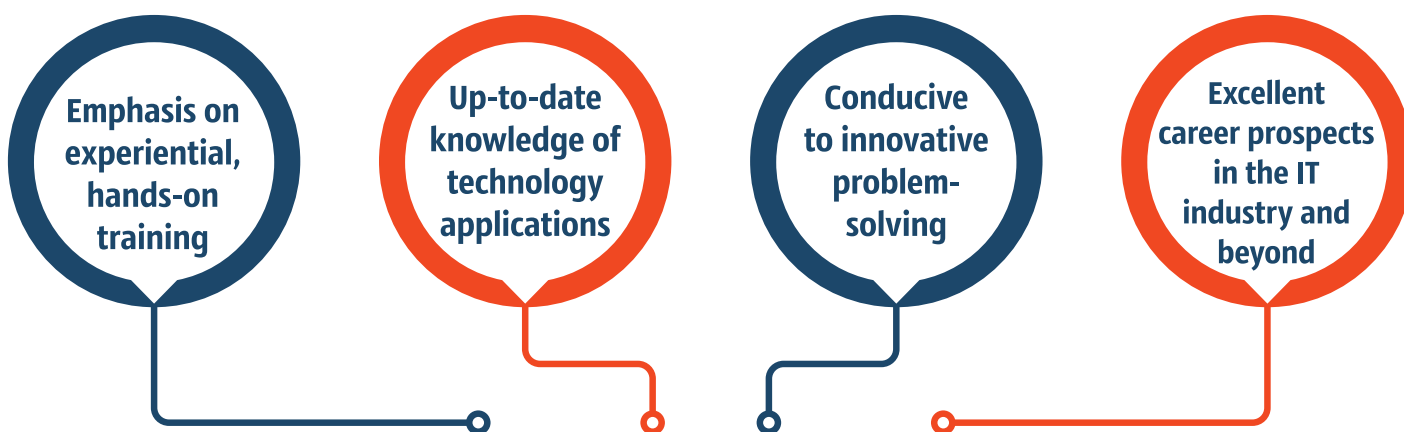 Emphasis on
experiential,
hands-on
training
Up-to-date
knowledge of
technology
applications
Conducive
to innovative
problem-
solving
Excellent
career prospects
in the IT
industry and
beyond